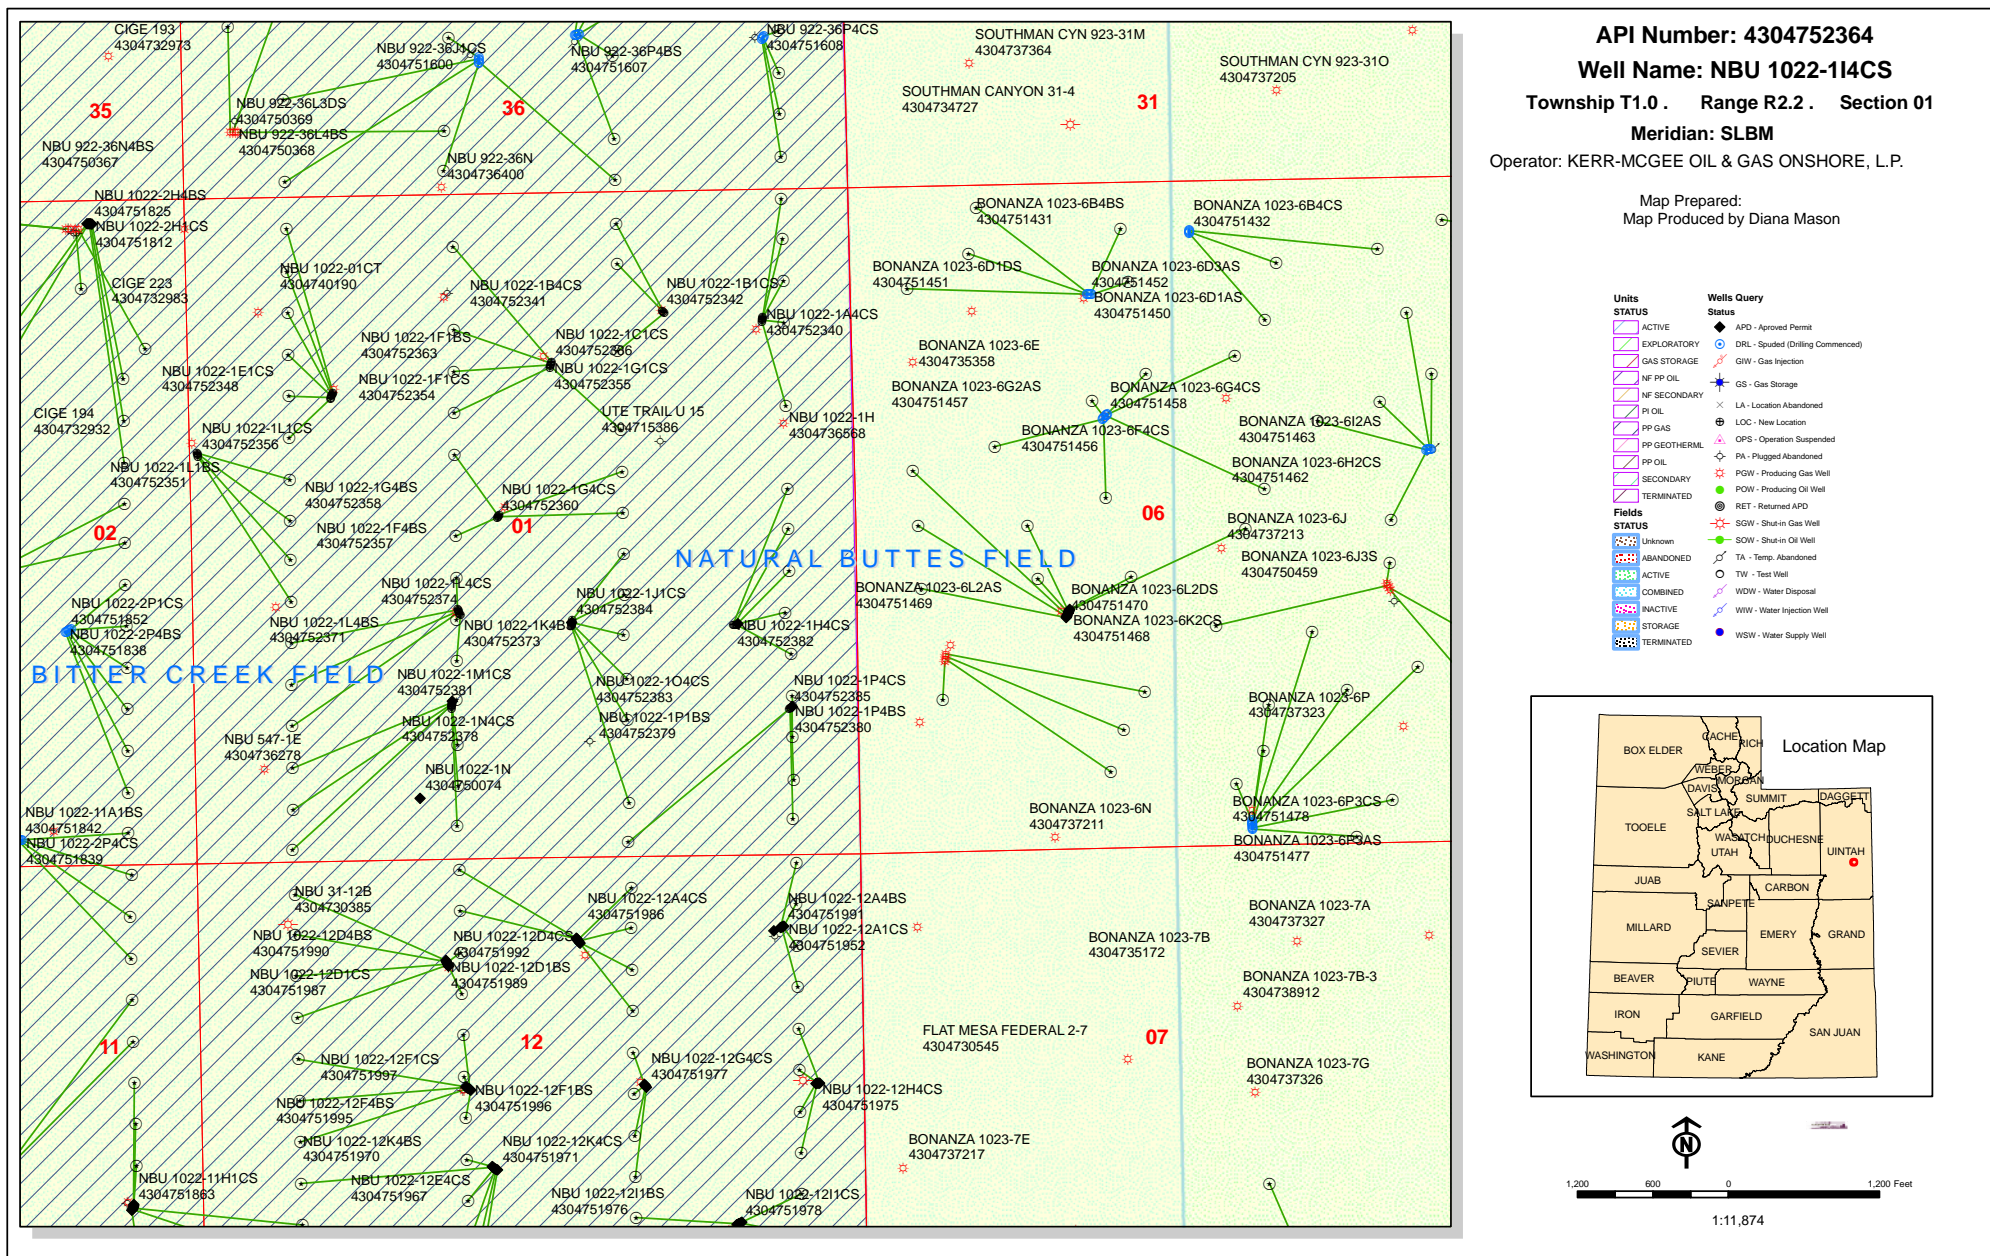 API Number: 4304752364
Well Name: NBU 1022-1I4CS
Township T1.0 . Range R2.2 . Section 01
Meridian: SLBM
Operator: KERR-MCGEE OIL & GAS ONSHORE, L.P.
Map Prepared:
Map Produced by Diana Mason
Units
STATUS
ACTIVE
EXPLORATORY
GAS STORAGE
NF PP OIL
NF SECONDARY
PI OIL
PP GAS
PP GEOTHERML
PP OIL
SECONDARY
TERMINATED
Fields
STATUS
Unknown
ABANDONED
ACTIVE
COMBINED
INACTIVE
STORAGE
TERMINATED
Wells Query
Status
APD - Aproved Permit
DRL - Spuded (Drilling Commenced)
GIW - Gas Injection
GS - Gas Storage
LA - Location Abandoned
LOC - New Location
OPS - Operation Suspended
PA - Plugged Abandoned
PGW - Producing Gas Well
POW - Producing Oil Well
RET - Returned APD
SGW - Shut-in Gas Well
SOW - Shut-in Oil Well
TA - Temp. Abandoned
TW - Test Well
WDW - Water Disposal
WIW - Water Injection Well
WSW - Water Supply Well
Location Map
BOX ELDER
CACHE
RICH
WEBER
MORGAN
DAVIS
SUMMIT
DAGGETT
SALT LAKE
TOOELE
WASATCH
DUCHESNE
UTAH
UINTAH
JUAB
CARBON
SANPETE
MILLARD
EMERY
GRAND
SEVIER
BEAVER
PIUTE
WAYNE
IRON
GARFIELD
SAN JUAN
WASHINGTON
KANE
N
1,200 600 0 1,200 Feet
1:11,874
CIGE 193
4304732973
NBU 922-36J1CS
4304751600
NBU 922-36P4BS
4304751607
NBU 922-36P4CS
4304751608
SOUTHMAN CYN 923-31M
4304737364
SOUTHMAN CYN 923-31O
4304737205
SOUTHMAN CANYON 31-4
4304734727
35
36
31
NBU 922-36L3DS
4304750369
NBU 922-36L4BS
4304750368
NBU 922-36N4BS
4304750367
NBU 922-36N
4304736400
NBU 1022-2H4BS
4304751825
NBU 1022-2H1CS
4304751812
CIGE 223
4304732983
NBU 1022-01CT
4304740190
NBU 1022-1B4CS
4304752341
NBU 1022-1B1CS
4304752342
NBU 1022-1A4CS
4304752340
BONANZA 1023-6B4BS
4304751431
BONANZA 1023-6B4CS
4304751432
BONANZA 1023-6D1DS
4304751451
BONANZA 1023-6D3AS
4304751452
BONANZA 1023-6D1AS
4304751450
NBU 1022-1F1BS
4304752363
NBU 1022-1C1CS
4304752366
NBU 1022-1G1CS
4304752355
NBU 1022-1E1CS
4304752348
NBU 1022-1F1CS
4304752354
BONANZA 1023-6E
4304735358
BONANZA 1023-6G2AS
4304751457
BONANZA 1023-6G4CS
4304751458
CIGE 194
4304732932
NBU 1022-1L1CS
4304752356
UTE TRAIL U 15
4304715386
NBU 1022-1H
4304736568
BONANZA 1023-6F4CS
4304751456
BONANZA 1023-6I2AS
4304751463
NBU 1022-1L1BS
4304752351
NBU 1022-1G4BS
4304752358
NBU 1022-1G4CS
4304752360
BONANZA 1023-6H2CS
4304751462
NBU 1022-1F4BS
4304752357
02
01
06
BONANZA 1023-6J
4304737213
NATURAL BUTTES FIELD
BONANZA 1023-6J3S
4304750459
NBU 1022-2P1CS
4304751852
NBU 1022-2P4BS
4304751838
NBU 1022-1L4CS
4304752374
NBU 1022-1L4BS
4304752371
NBU 1022-1K4BS
4304752373
NBU 1022-1J1CS
4304752384
NBU 1022-1H4CS
4304752382
BONANZA 1023-6L2AS
4304751469
BONANZA 1023-6L2DS
4304751470
BONANZA 1023-6K2CS
4304751468
BITTER CREEK FIELD
NBU 1022-1M1CS
4304752381
NBU 1022-1O4CS
4304752383
NBU 1022-1P4CS
4304752385
NBU 1022-1N4CS
4304752378
NBU 1022-1P1BS
4304752379
NBU 1022-1P4BS
4304752380
BONANZA 1023-6P
4304737323
NBU 547-1E
4304736278
NBU 1022-1N
4304750074
NBU 1022-11A1BS
4304751842
NBU 1022-2P4CS
4304751839
BONANZA 1023-6N
4304737211
BONANZA 1023-6P3CS
4304751478
BONANZA 1023-6P3AS
4304751477
NBU 31-12B
4304730385
NBU 1022-12A4CS
4304751986
NBU 1022-12A4BS
4304751991
NBU 1022-12A1CS
4304751952
BONANZA 1023-7A
4304737327
NBU 1022-12D4BS
4304751990
NBU 1022-12D4CS
4304751992
NBU 1022-12D1BS
4304751989
NBU 1022-12D1CS
4304751987
BONANZA 1023-7B
4304735172
BONANZA 1023-7B-3
4304738912
11
12
07
FLAT MESA FEDERAL 2-7
4304730545
NBU 1022-12F1CS
4304751997
NBU 1022-12G4CS
4304751977
NBU 1022-12F1BS
4304751996
NBU 1022-12H4CS
4304751975
BONANZA 1023-7G
4304737326
NBU 1022-12F4BS
4304751995
NBU 1022-12K4BS
4304751970
NBU 1022-12K4CS
4304751971
BONANZA 1023-7E
4304737217
NBU 1022-11H1CS
4304751863
NBU 1022-12E4CS
4304751967
NBU 1022-12I1BS
4304751976
NBU 1022-12I1CS
4304751978